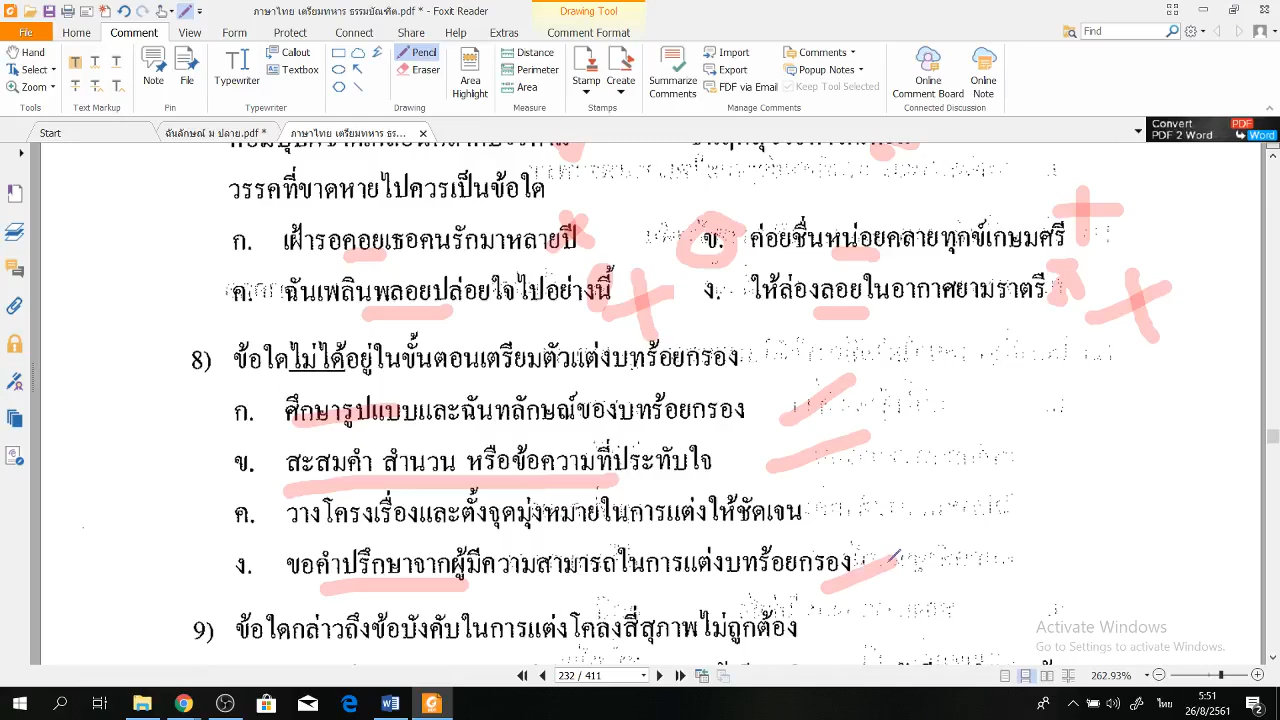 ภาษาไทย เตรียมทหาร ธรรมบัณฑิต.pdf * - Foxit Reader
Drawing Tool
File Home Comment View Form Protect Connect Share Help Extras Comment Format
Find
Hand
Select
Zoom
Tools
Text Markup
Note
File
Pin
Typewriter
Callout
Textbox
Typewriter
Pencil
Eraser
Drawing
Area Highlight
Distance
Perimeter
Area
Measure
Stamp
Create
Stamps
Summarize Comments
Import
Export
FDF via Email
Comments
Popup Notes
Keep Tool Selected
Manage Comments
Online Comment Board
Online Note
Connected Discussion
Start
ฉันลักษณ์ ม ปลาย.pdf *
ภาษาไทย เตรียมทหาร ธร...
Convert PDF
PDF 2 Word Word
วรรคที่ขาดหายไปควรเป็นข้อใด
ก. เฝ้ารอคอยเธอคนรักมาหลายปี ข. ค่อยชื่นหน่อยคลายทุกข์เกษมศรี
ค. ฉันเพลินพลอยปล่อยใจไปอย่างนี้ ง. ให้ล่องลอยในอากาศยามราตรี
8) ข้อใดไม่ได้อยู่ในขั้นตอนเตรียมตัวแต่งบทร้อยกรอง
ก. ศึกษารูปแบบและฉันทลักษณ์ของบทร้อยกรอง
ข. สะสมคำ สำนวน หรือข้อความที่ประทับใจ
ค. วางโครงเรื่องและตั้งจุดมุ่งหมายในการแต่งให้ชัดเจน
ง. ขอคำปรึกษาจากผู้มีความสามารถในการแต่งบทร้อยกรอง
9) ข้อใดกล่าวถึงข้อบังคับในการแต่งโคลงสี่สุภาพไม่ถูกต้อง
Activate Windows
Go to Settings to activate Windows.
232 / 411
262.93%
ไทย
5:51
26/8/2561
2